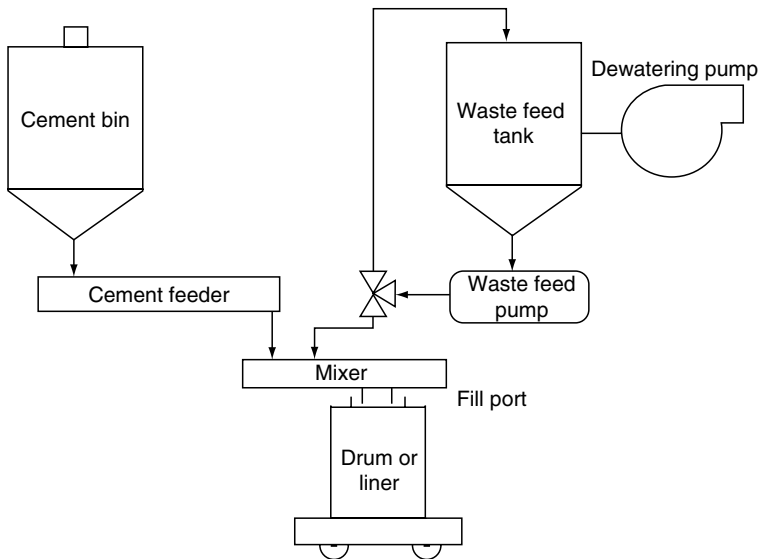 Cement bin
Waste feed
tank
Dewatering pump
Cement feeder
Waste feed
pump
Mixer
Fill port
Drum or
liner